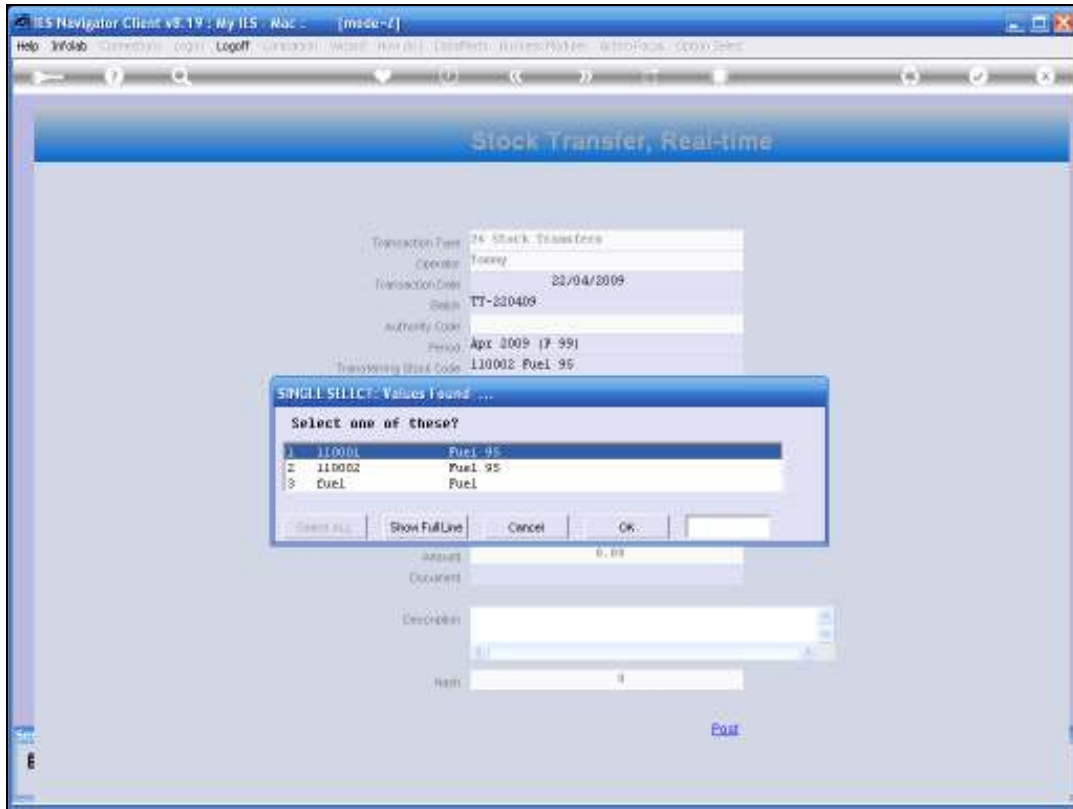 IES Navigator Client v8.19 : My IES - Mac : [mode-Z]
Help Infolab Connections Logon Logoff Companion Wizard
Stock Transfer, Real-time
Transaction Type 24 Stock Transfers
Operator Tommy
Transaction Date 22/04/2009
Batch TT-220409
Authority Code
Period Apr 2009 (P 99)
Transferring Stock Code 110002 Fuel 95
SINGLE SELECT: Values Found ...
Select one of these?
1 110001 Fuel 95
2 110002 Fuel 95
3 fuel Fuel
Select ALL Show Full Line Cancel OK
Amount 0.00
Document
Description
Hash 0
Post